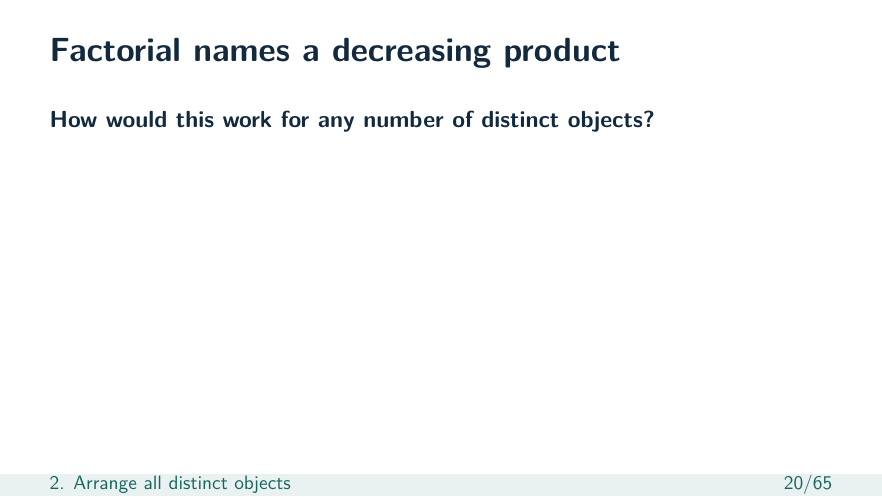 Factorial names a decreasing product
How would this work for any number of distinct objects?
2. Arrange all distinct objects
20/65